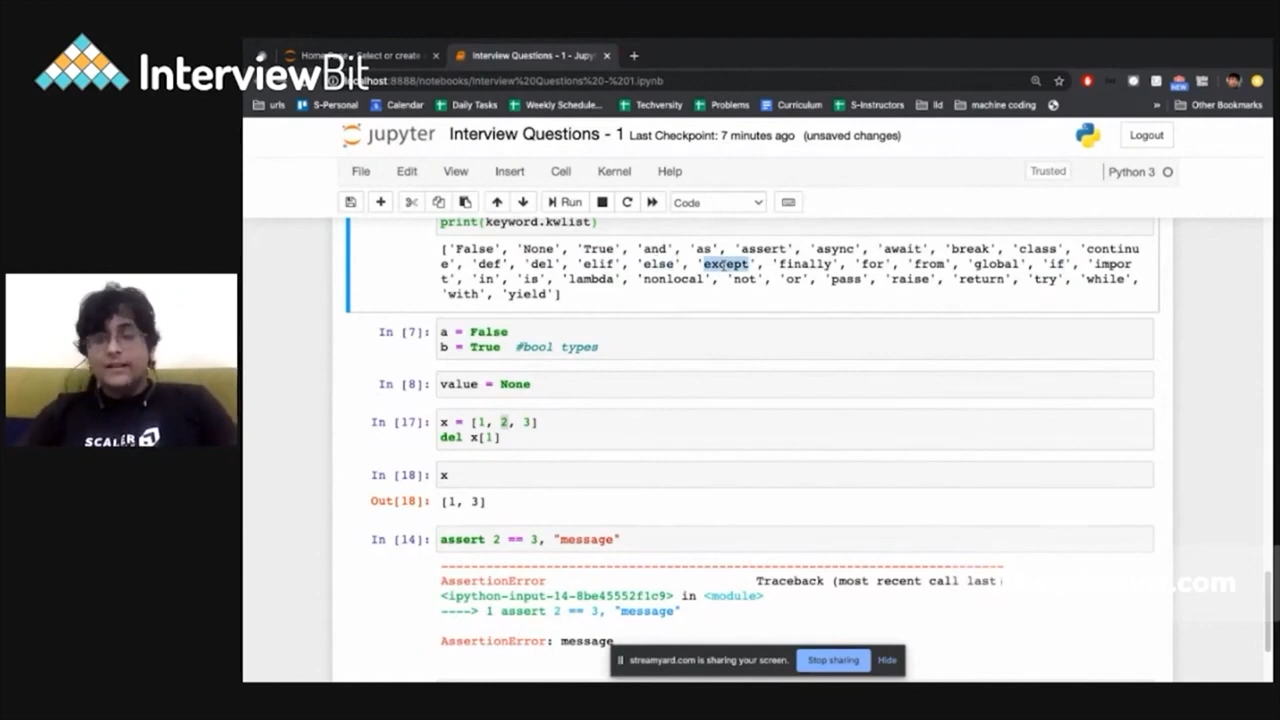 InterviewBit
Home Page - Select or create
Interview Questions - 1 - Jupy
localhost:8888/notebooks/Interview%20Questions%20-%201.ipynb
urls
S-Personal
Calendar
Daily Tasks
Weekly Schedule...
Techversity
Problems
Curriculum
S-Instructors
lld
machine coding
»
Other Bookmarks
NEW
jupyter Interview Questions - 1 Last Checkpoint: 7 minutes ago (unsaved changes)
Logout
File Edit View Insert Cell Kernel Help
Trusted
Python 3
Run
Code
print(keyword.kwlist)
['False', 'None', 'True', 'and', 'as', 'assert', 'async', 'await', 'break', 'class', 'continu
e', 'def', 'del', 'elif', 'else', 'except', 'finally', 'for', 'from', 'global', 'if', 'impor
t', 'in', 'is', 'lambda', 'nonlocal', 'not', 'or', 'pass', 'raise', 'return', 'try', 'while',
'with', 'yield']
In [7]: a = False
b = True #bool types
In [8]: value = None
In [17]: x = [1, 2, 3]
del x[1]
In [18]: x
Out[18]: [1, 3]
In [14]: assert 2 == 3, "message"
AssertionError Traceback (most recent call last)
<ipython-input-14-8be45552f1c9> in <module>
----> 1 assert 2 == 3, "message"
AssertionError: message
streamyard.com is sharing your screen.
Stop sharing
Hide
SCALER